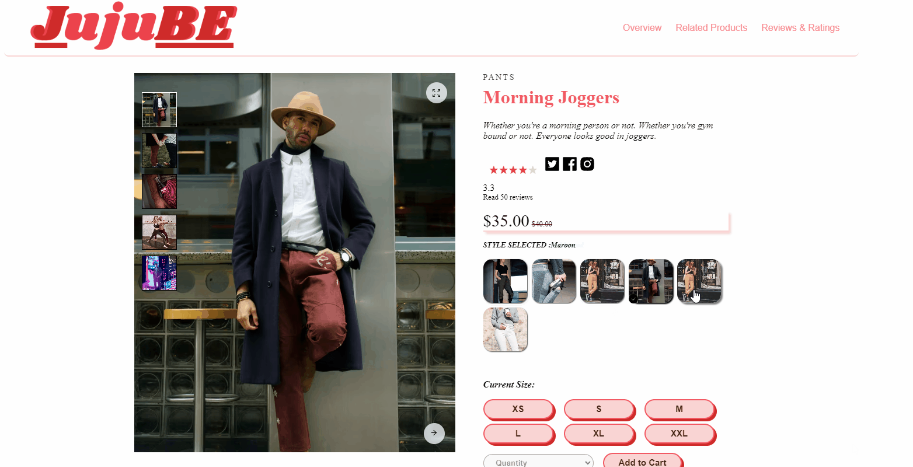 JujuBE
Overview Related Products Reviews & Ratings
PANTS
Morning Joggers
Whether you're a morning person or not. Whether you're gym
bound or not. Everyone looks good in joggers.
3.3
Read 50 reviews
$35.00 $40.00
STYLE SELECTED :Maroon
Current Size:
XS S M
L XL XXL
Quantity Add to Cart